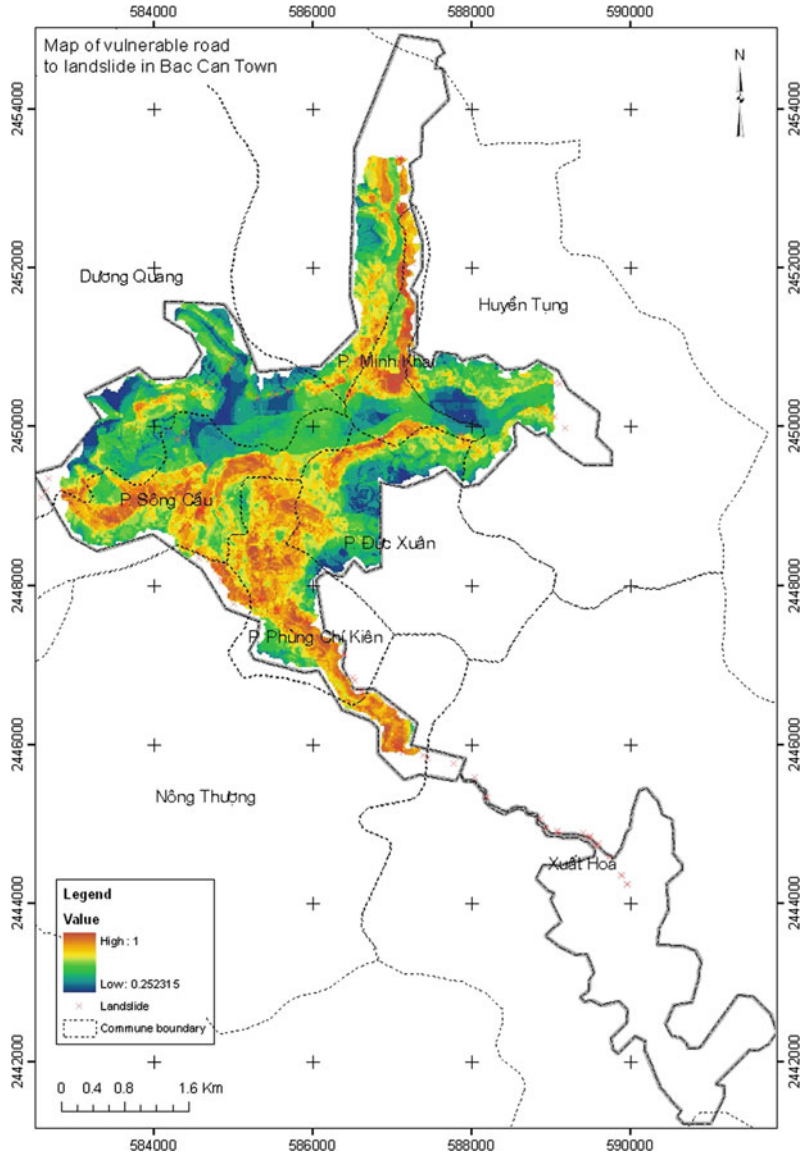 584000 586000 588000 590000
Map of vulnerable road
to landslide in Bac Can Town
N
2454000 2454000
2452000 2452000
Dương Quang
Huyền Tụng
P. Minh Khai
2450000 2450000
P. Sông Cầu
P. Đức Xuân
2448000 2448000
P. Phùng Chí Kiên
2446000 2446000
Nông Thượng
Xuất Hoá
Legend
Value
High : 1
Low: 0.252315
Landslide
Commune boundary
2444000 2444000
2442000 2442000
0 0.4 0.8 1.6 Km
584000 586000 588000 590000